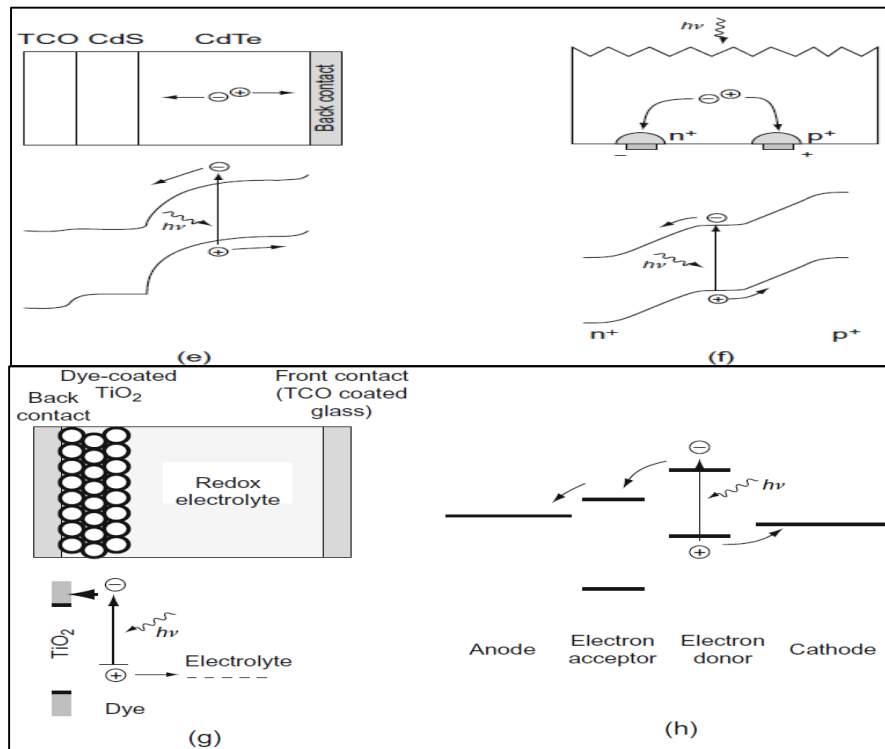 TCO CdS CdTe
− +
Back contact
−
hν
+
(e)
hν
− +
n+ p+
− +
−
hν
+
n+ p+
(f)
Dye-coated
TiO2
Back
contact
Front contact
(TCO coated
glass)
Redox
electrolyte
−
hν
TiO2
+
Electrolyte
Dye
(g)
−
hν
+
Anode Electron acceptor Electron donor Cathode
(h)